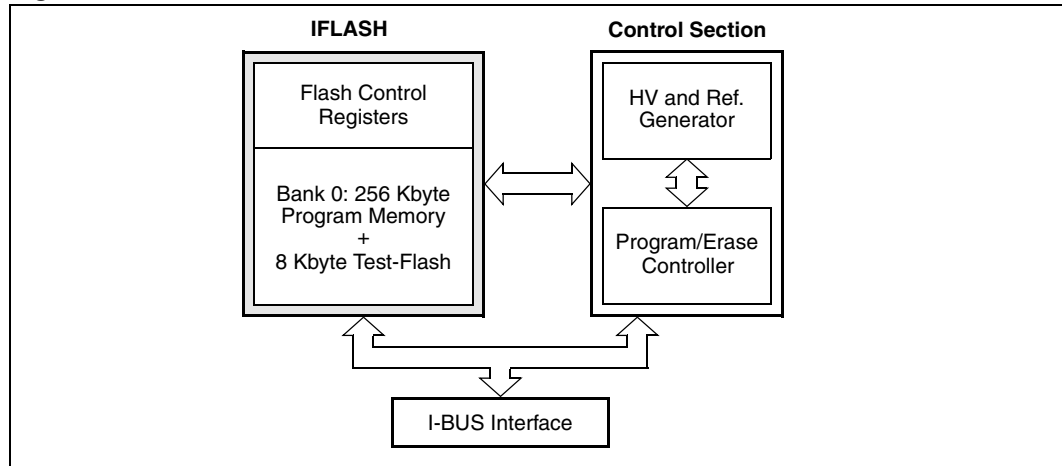 IFLASH
Control Section
Flash Control
Registers
Bank 0: 256 Kbyte
Program Memory
+
8 Kbyte Test-Flash
HV and Ref.
Generator
Program/Erase
Controller
I-BUS Interface